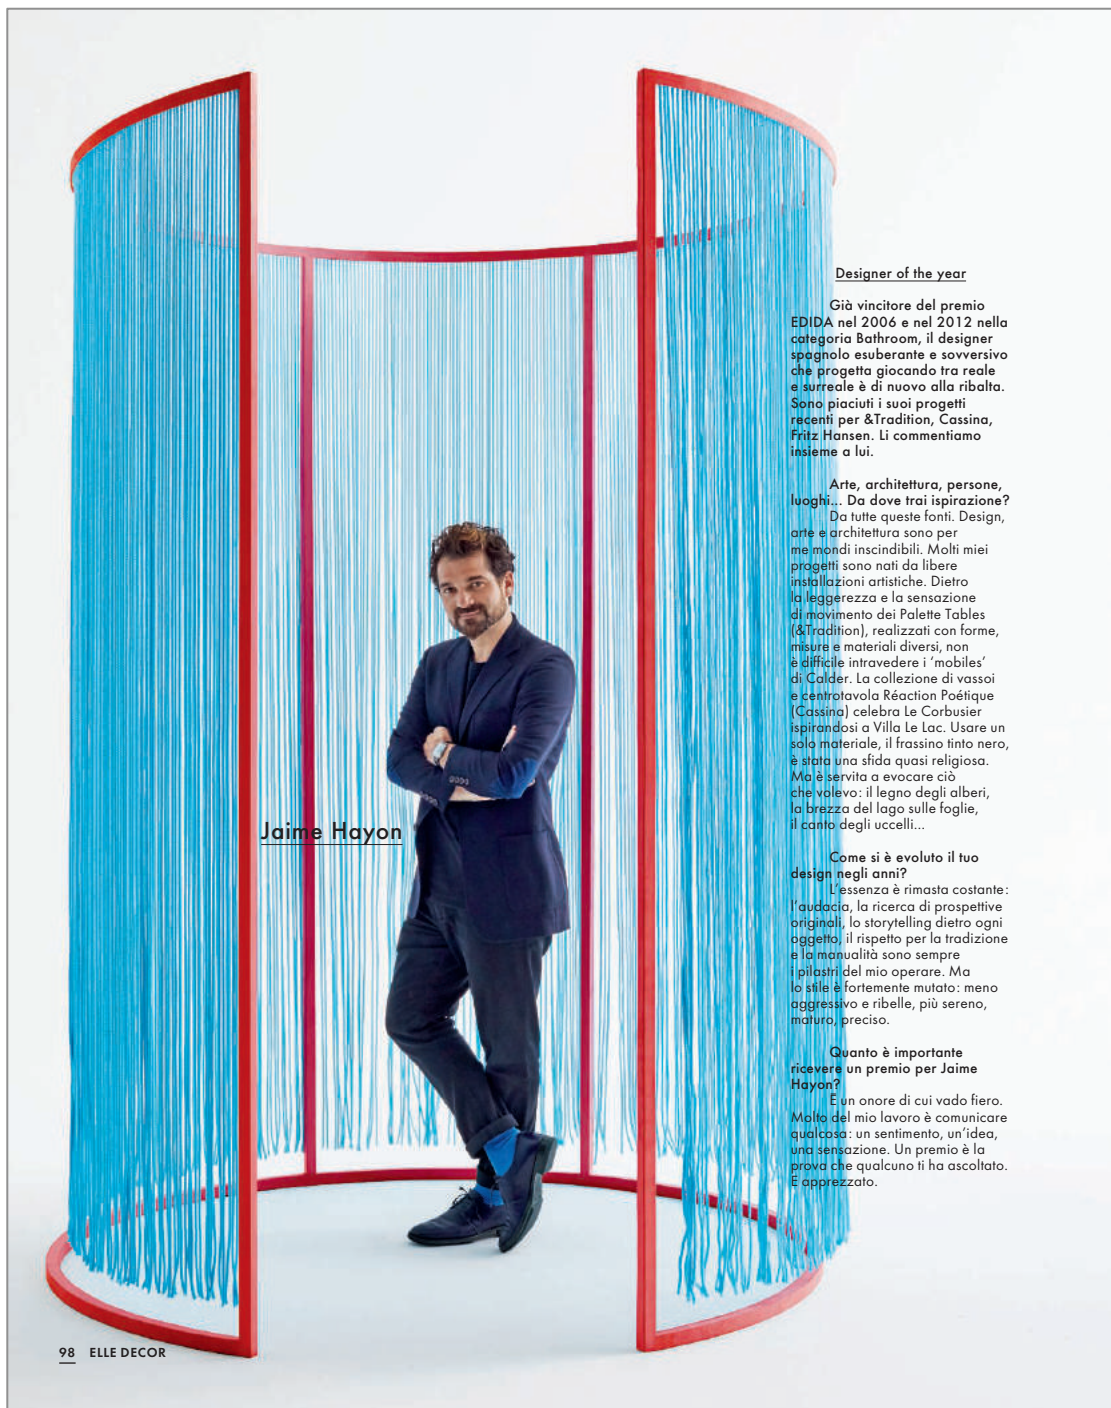 Designer of the year
Già vincitore del premio
EDIDA nel 2006 e nel 2012 nella
categoria Bathroom, il designer
spagnolo esuberante e sovversivo
che progetta giocando tra reale
e surreale è di nuovo alla ribalta.
Sono piaciuti i suoi progetti
recenti per &Tradition, Cassina,
Fritz Hansen. Li commentiamo
insieme a lui.
Arte, architettura, persone,
luoghi... Da dove trai ispirazione?
Da tutte queste fonti. Design,
arte e architettura sono per
me mondi inscindibili. Molti miei
progetti sono nati da libere
installazioni artistiche. Dietro
la leggerezza e la sensazione
di movimento dei Palette Tables
(&Tradition), realizzati con forme,
misure e materiali diversi, non
è difficile intravedere i ‘mobiles’
di Calder. La collezione di vassoi
e centrotavola Réaction Poétique
(Cassina) celebra Le Corbusier
ispirandosi a Villa Le Lac. Usare un
solo materiale, il frassino tinto nero,
è stata una sfida quasi religiosa.
Ma è servita a evocare ciò
che volevo: il legno degli alberi,
la brezza del lago sulle foglie,
il canto degli uccelli...
Come si è evoluto il tuo
design negli anni?
L’essenza è rimasta costante:
l’audacia, la ricerca di prospettive
originali, lo storytelling dietro ogni
oggetto, il rispetto per la tradizione
e la manualità sono sempre
i pilastri del mio operare. Ma
lo stile è fortemente mutato: meno
aggressivo e ribelle, più sereno,
maturo, preciso.
Quanto è importante
ricevere un premio per Jaime
Hayon?
È un onore di cui vado fiero.
Molto del mio lavoro è comunicare
qualcosa: un sentimento, un’idea,
una sensazione. Un premio è la
prova che qualcuno ti ha ascoltato.
E apprezzato.
Jaime Hayon
98 ELLE DECOR